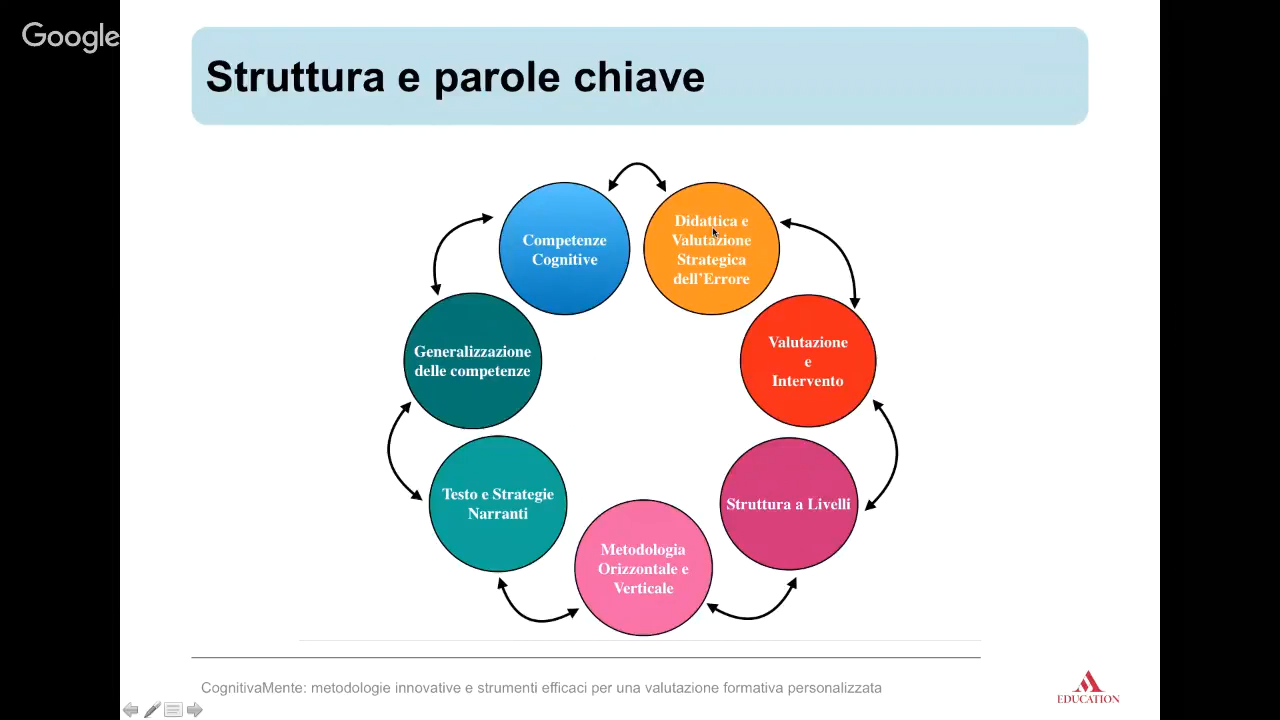 Google
Struttura e parole chiave
Competenze
Cognitive
Didattica e
Valutazione
Strategica
dell'Errore
Generalizzazione
delle competenze
Valutazione
e
Intervento
Testo e Strategie
Narranti
Struttura a Livelli
Metodologia
Orizzontale e
Verticale
CognitivaMente: metodologie innovative e strumenti efficaci per una valutazione formativa personalizzata
EDUCATION